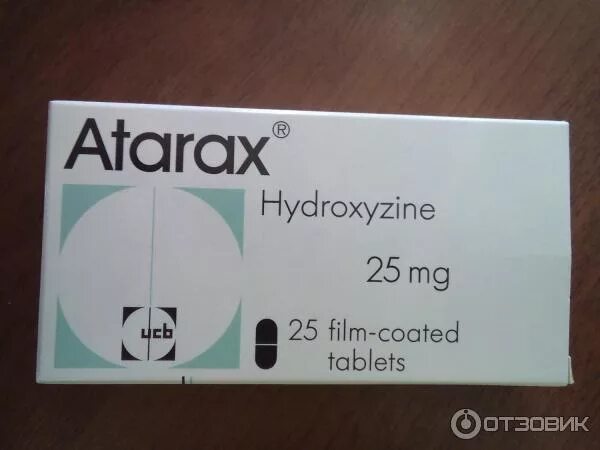 Atarax®
Hydroxyzine
25 mg
ucb
25 film-coated
tablets
ОТЗОВИК